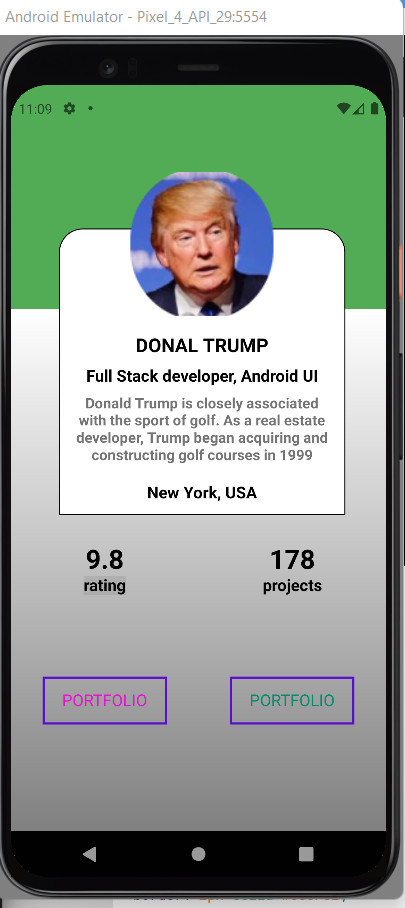 Android Emulator - Pixel_4_API_29:5554
11:09
DONAL TRUMP
Full Stack developer, Android UI
Donald Trump is closely associated
with the sport of golf. As a real estate
developer, Trump began acquiring and
constructing golf courses in 1999
New York, USA
9.8 178
rating projects
PORTFOLIO PORTFOLIO